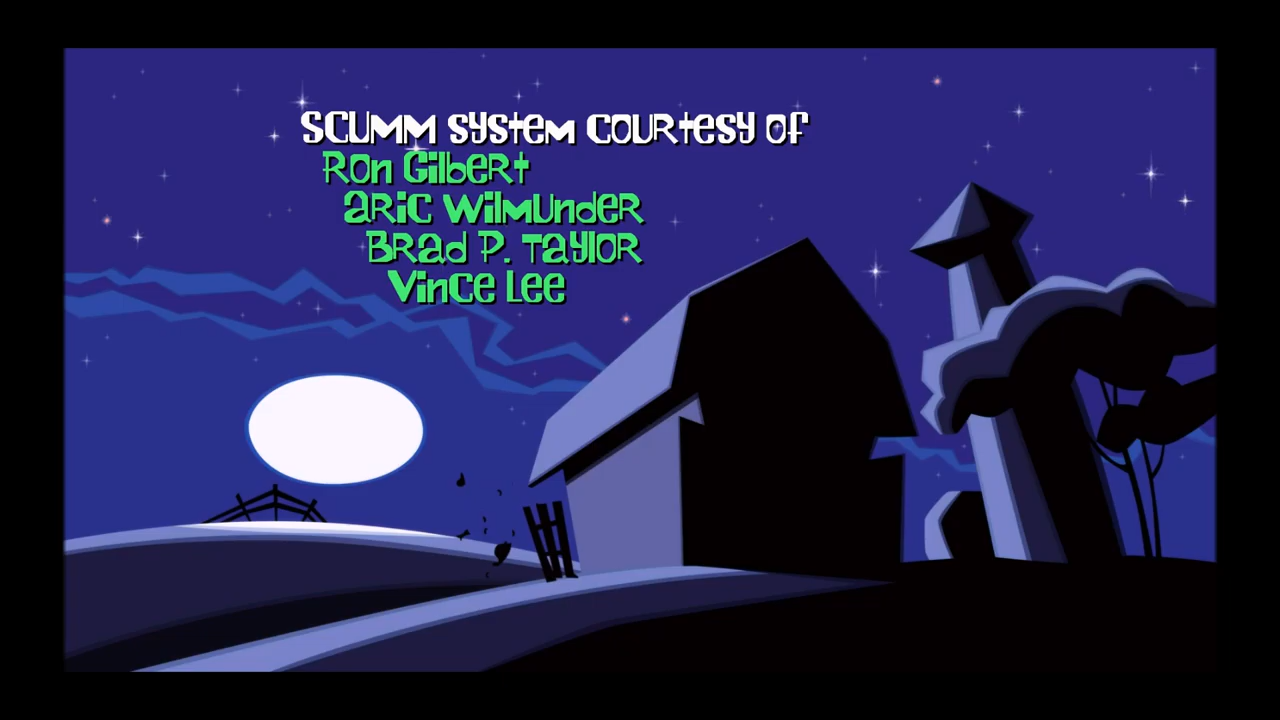 SCUMM system courtesy of
Ron Gilbert
Aric Wilmunder
Brad P. Taylor
Vince Lee